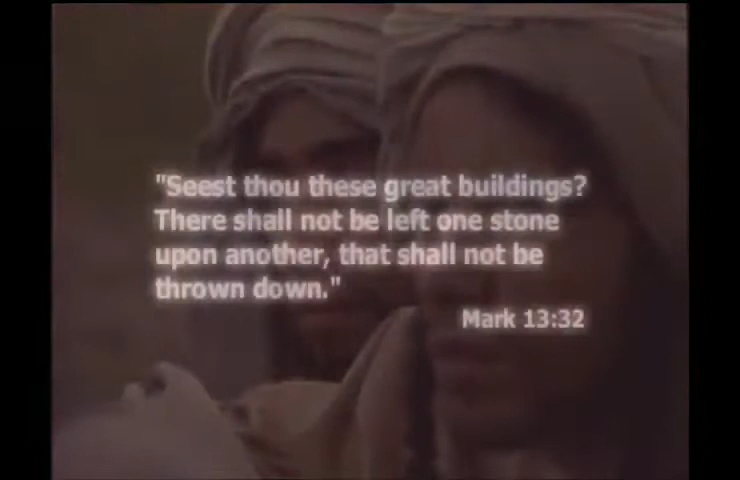 "Seest thou these great buildings?
There shall not be left one stone
upon another, that shall not be
thrown down."
Mark 13:32